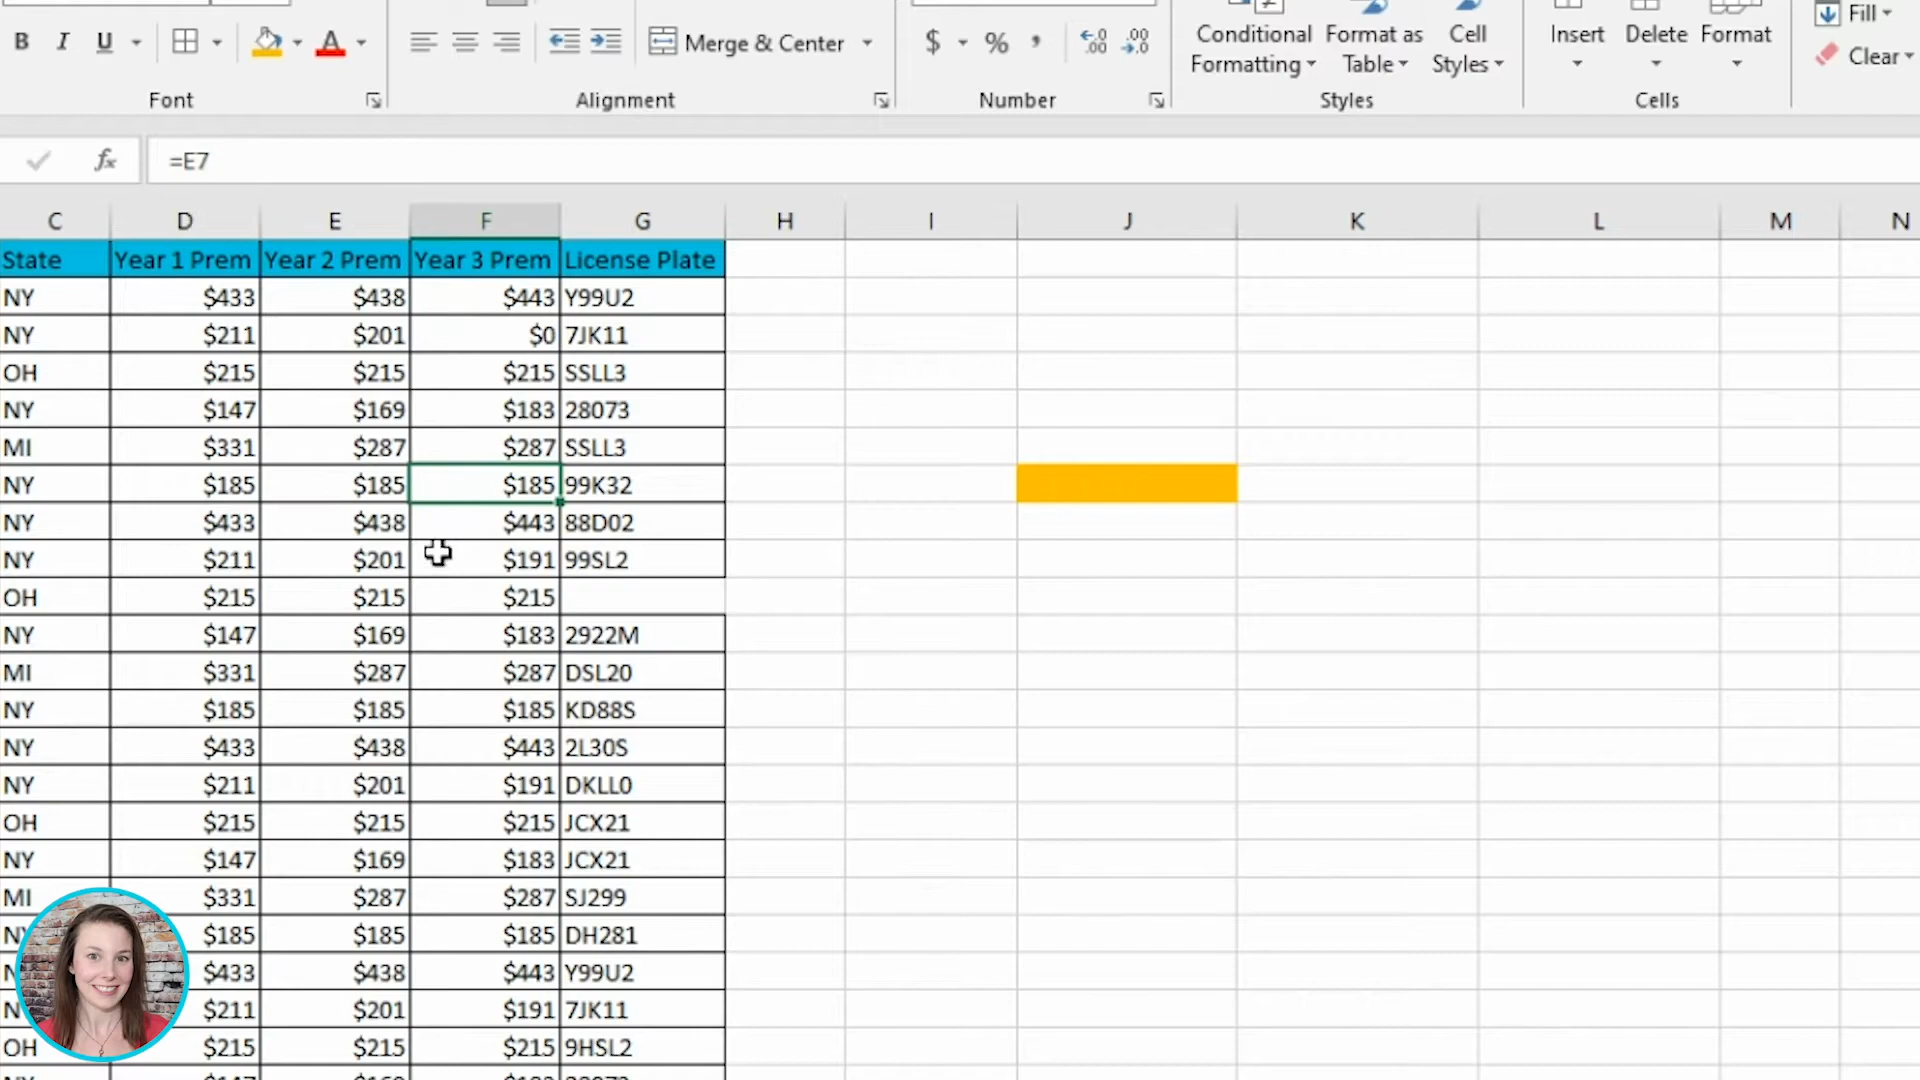 Conditional Format as Cell Insert Delete Format Fill
B I U A Merge & Center $ % , Formatting Table Styles Clear
Font Alignment Number Styles Cells
fx =E7
C D E F G H I J K L M N
State Year 1 Prem Year 2 Prem Year 3 Prem License Plate
NY $433 $438 $443 Y99U2
NY $211 $201 $0 7JK11
OH $215 $215 $215 SSLL3
NY $147 $169 $183 28073
MI $331 $287 $287 SSLL3
NY $185 $185 $185 99K32
NY $433 $438 $443 88D02
NY $211 $201 $191 99SL2
OH $215 $215 $215
NY $147 $169 $183 2922M
MI $331 $287 $287 DSL20
NY $185 $185 $185 KD88S
NY $433 $438 $443 2L30S
NY $211 $201 $191 DKLL0
OH $215 $215 $215 JCX21
NY $147 $169 $183 JCX21
MI $331 $287 $287 SJ299
$185 $185 $185 DH281
$433 $438 $443 Y99U2
$211 $201 $191 7JK11
OH $215 $215 $215 9HSL2